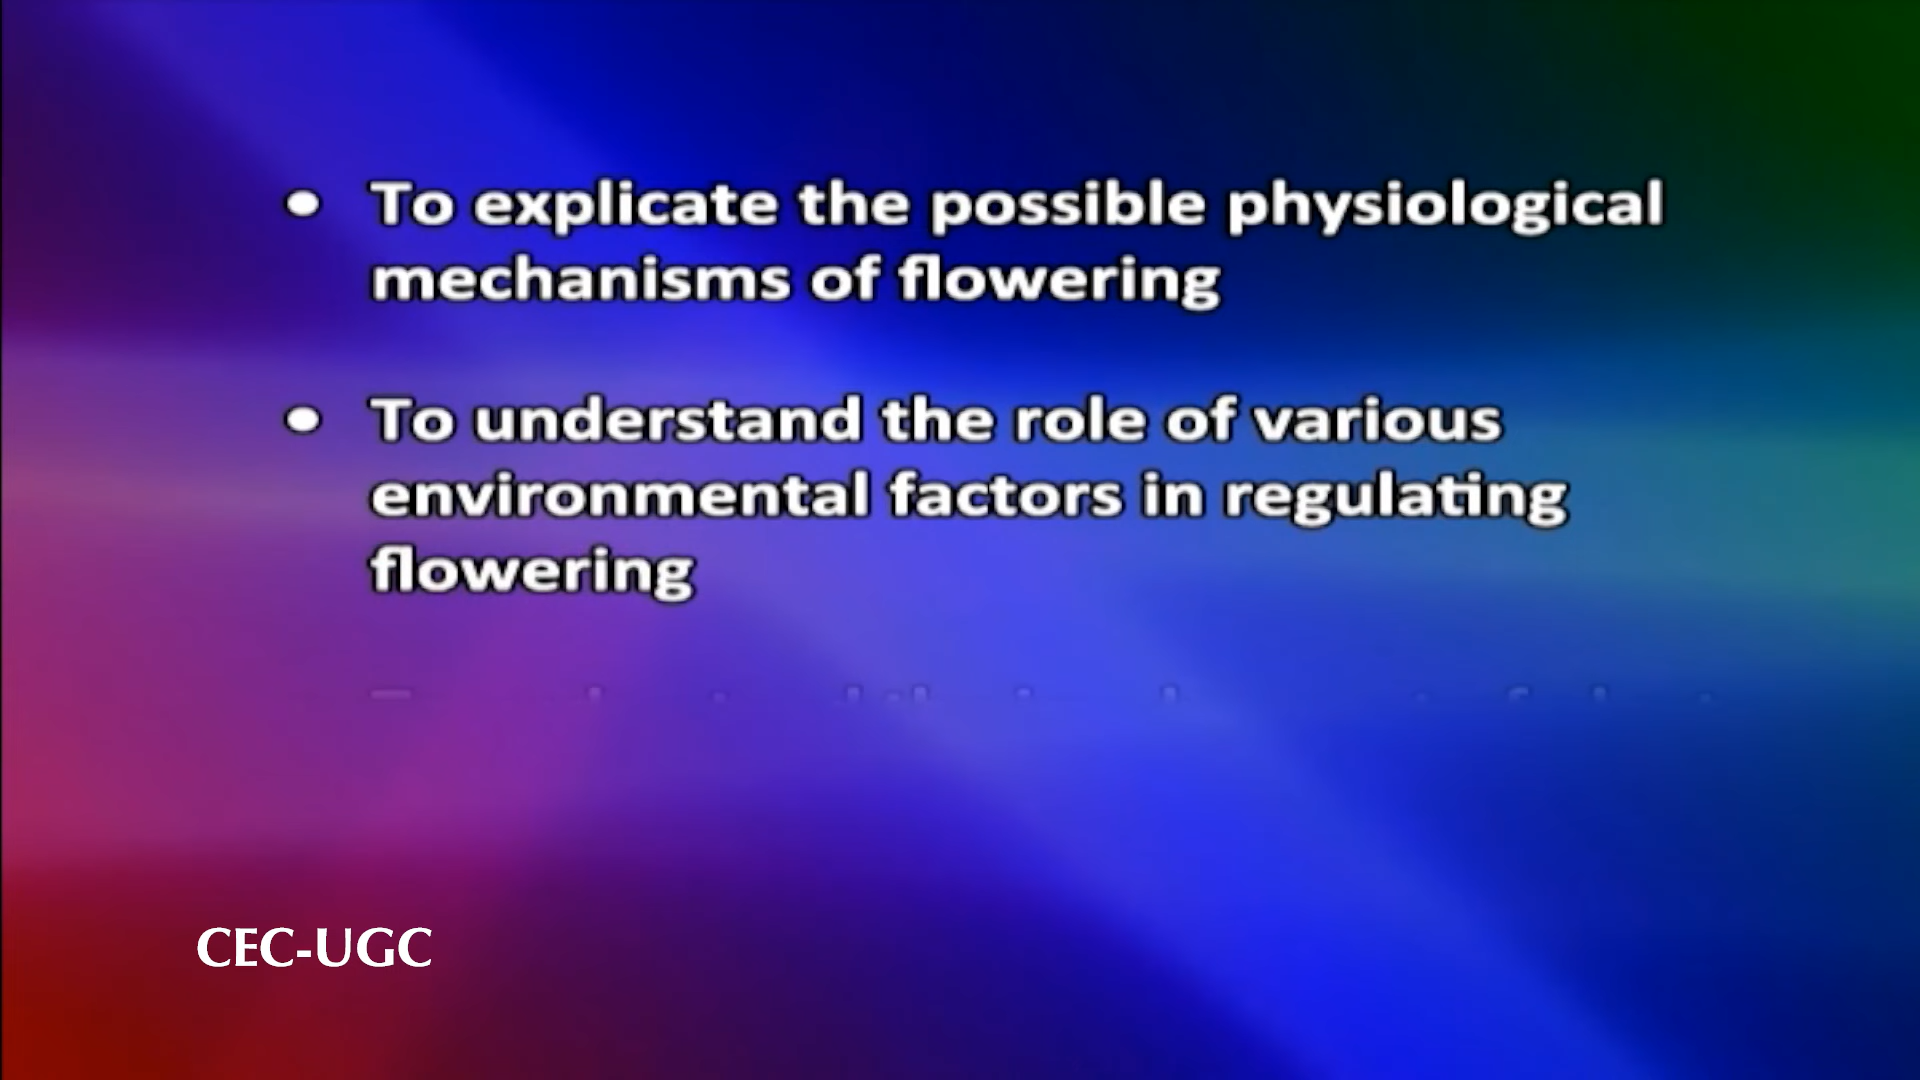 • To explicate the possible physiological
mechanisms of flowering
• To understand the role of various
environmental factors in regulating
flowering
CEC-UGC